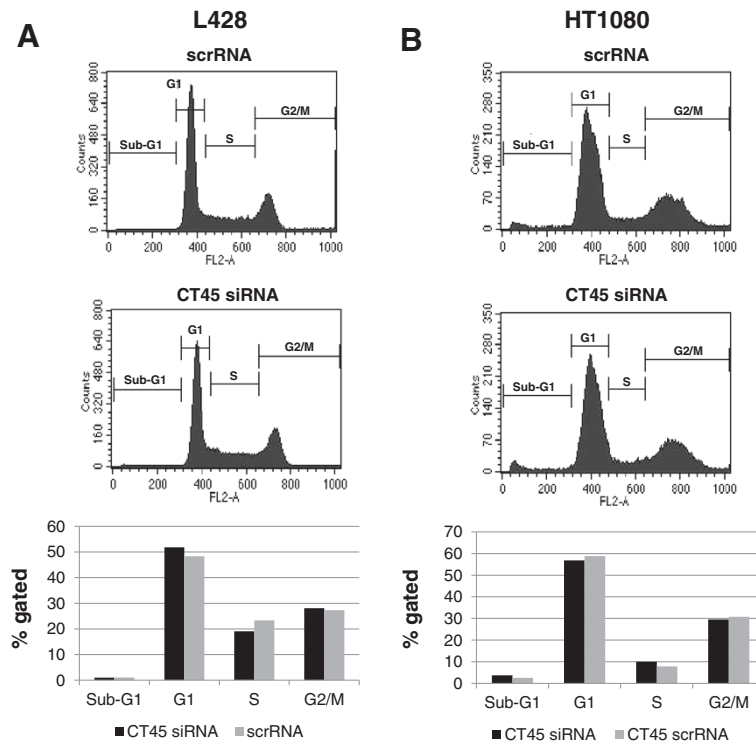 A
L428
scrRNA
800
640
480
320
160
0
Counts
G1
G2/M
Sub-G1
S
0 200 400 600 800 1000
FL2-A
CT45 siRNA
800
640
480
320
160
0
Counts
G1
G2/M
Sub-G1
S
0 200 400 600 800 1000
FL2-A
60
50
40
30
20
10
0
% gated
Sub-G1 G1 S G2/M
CT45 siRNA scrRNA
B
HT1080
scrRNA
350
280
210
140
70
0
Counts
G1
G2/M
Sub-G1
S
0 200 400 600 800 1000
FL2-A
CT45 siRNA
350
280
210
140
70
0
Counts
G1
G2/M
Sub-G1
S
0 200 400 600 800 1000
FL2-A
70
60
50
40
30
20
10
0
% gated
Sub-G1 G1 S G2/M
CT45 siRNA CT45 scrRNA